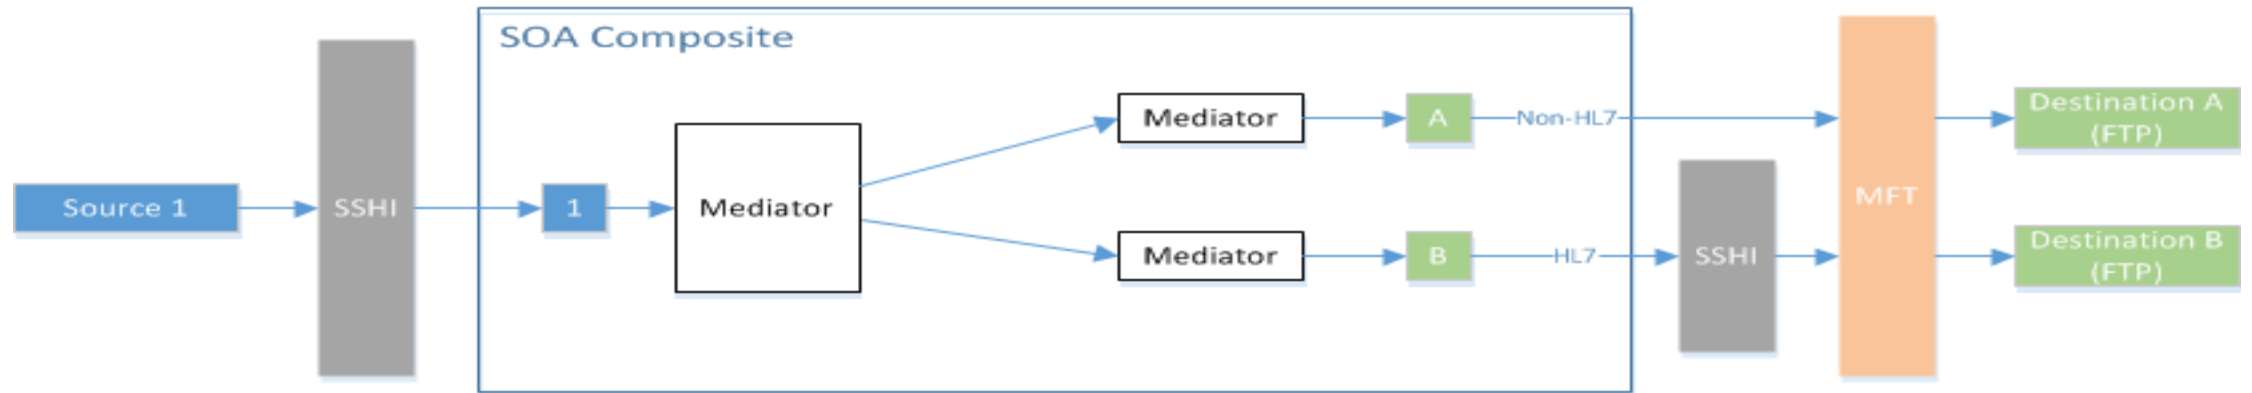 SOA Composite
Source 1
SSHI
1
Mediator
Mediator
A
Non-HL7
Mediator
B
HL7
SSHI
MFT
Destination A
(FTP)
Destination B
(FTP)